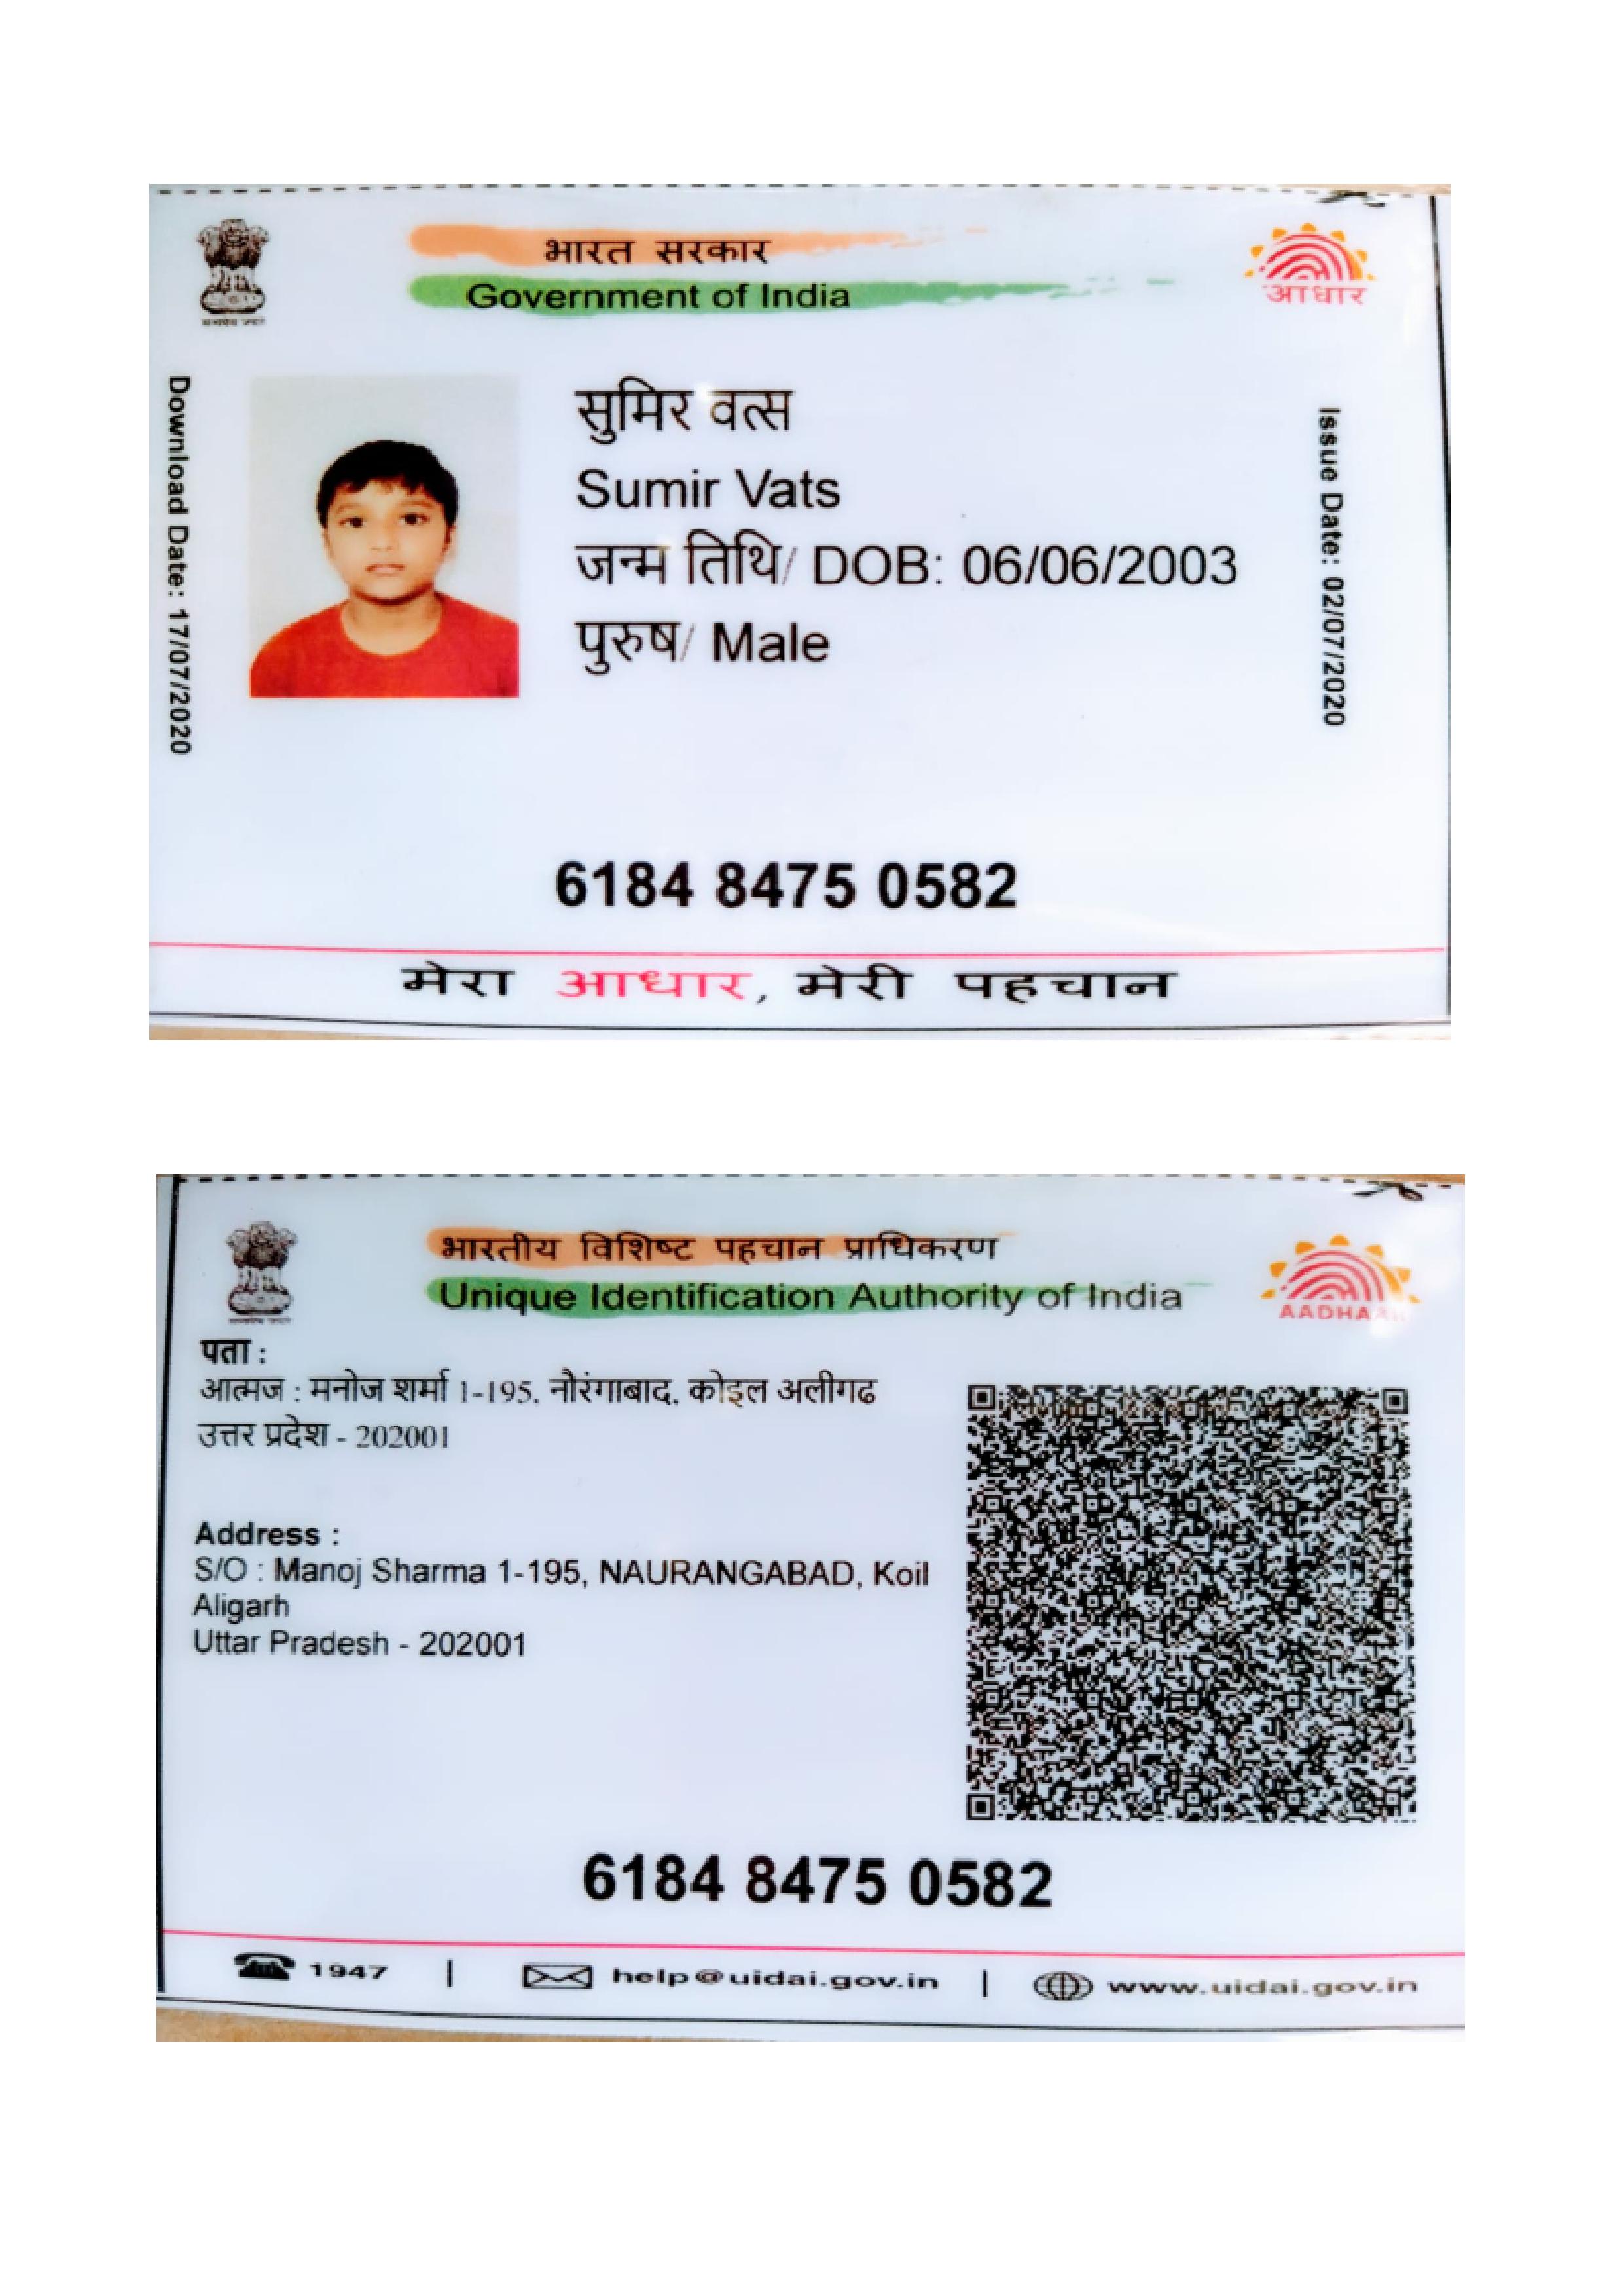 भारत सरकार
Government of India
आधार
Download Date: 17/07/2020
सुमिर वत्स
Sumir Vats
जन्म तिथि/ DOB: 06/06/2003
पुरुष/ Male
Issue Date: 02/07/2020
6184 8475 0582
मेरा आधार, मेरी पहचान
भारतीय विशिष्ट पहचान प्राधिकरण
Unique Identification Authority of India
AADHAAR
पता :
आत्मज : मनोज शर्मा 1-195, नौरंगाबाद, कोइल अलीगढ
उत्तर प्रदेश - 202001
Address :
S/O : Manoj Sharma 1-195, NAURANGABAD, Koil
Aligarh
Uttar Pradesh - 202001
6184 8475 0582
1947 | help@uidai.gov.in | www.uidai.gov.in